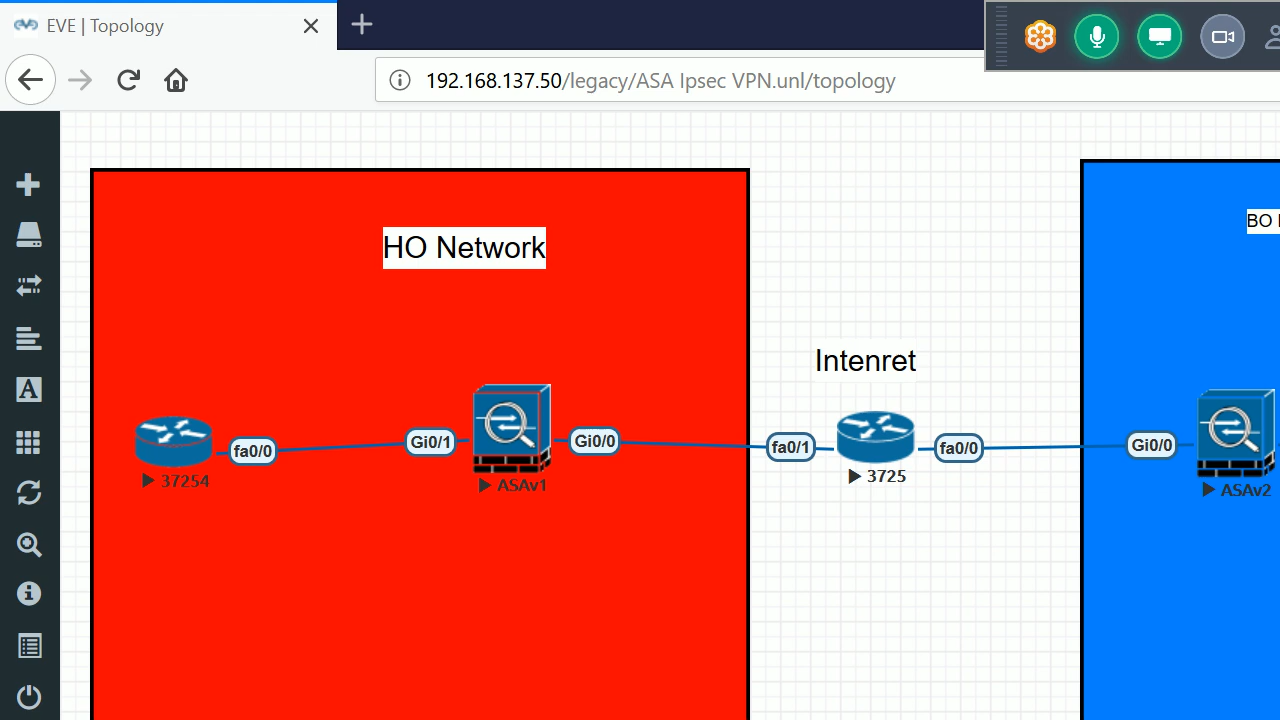 EVE | Topology
192.168.137.50/legacy/ASA Ipsec VPN.unl/topology
HO Network
BO
Intenret
fa0/0
Gi0/1
Gi0/0
fa0/1
fa0/0
Gi0/0
37254
ASAv1
3725
ASAv2
A